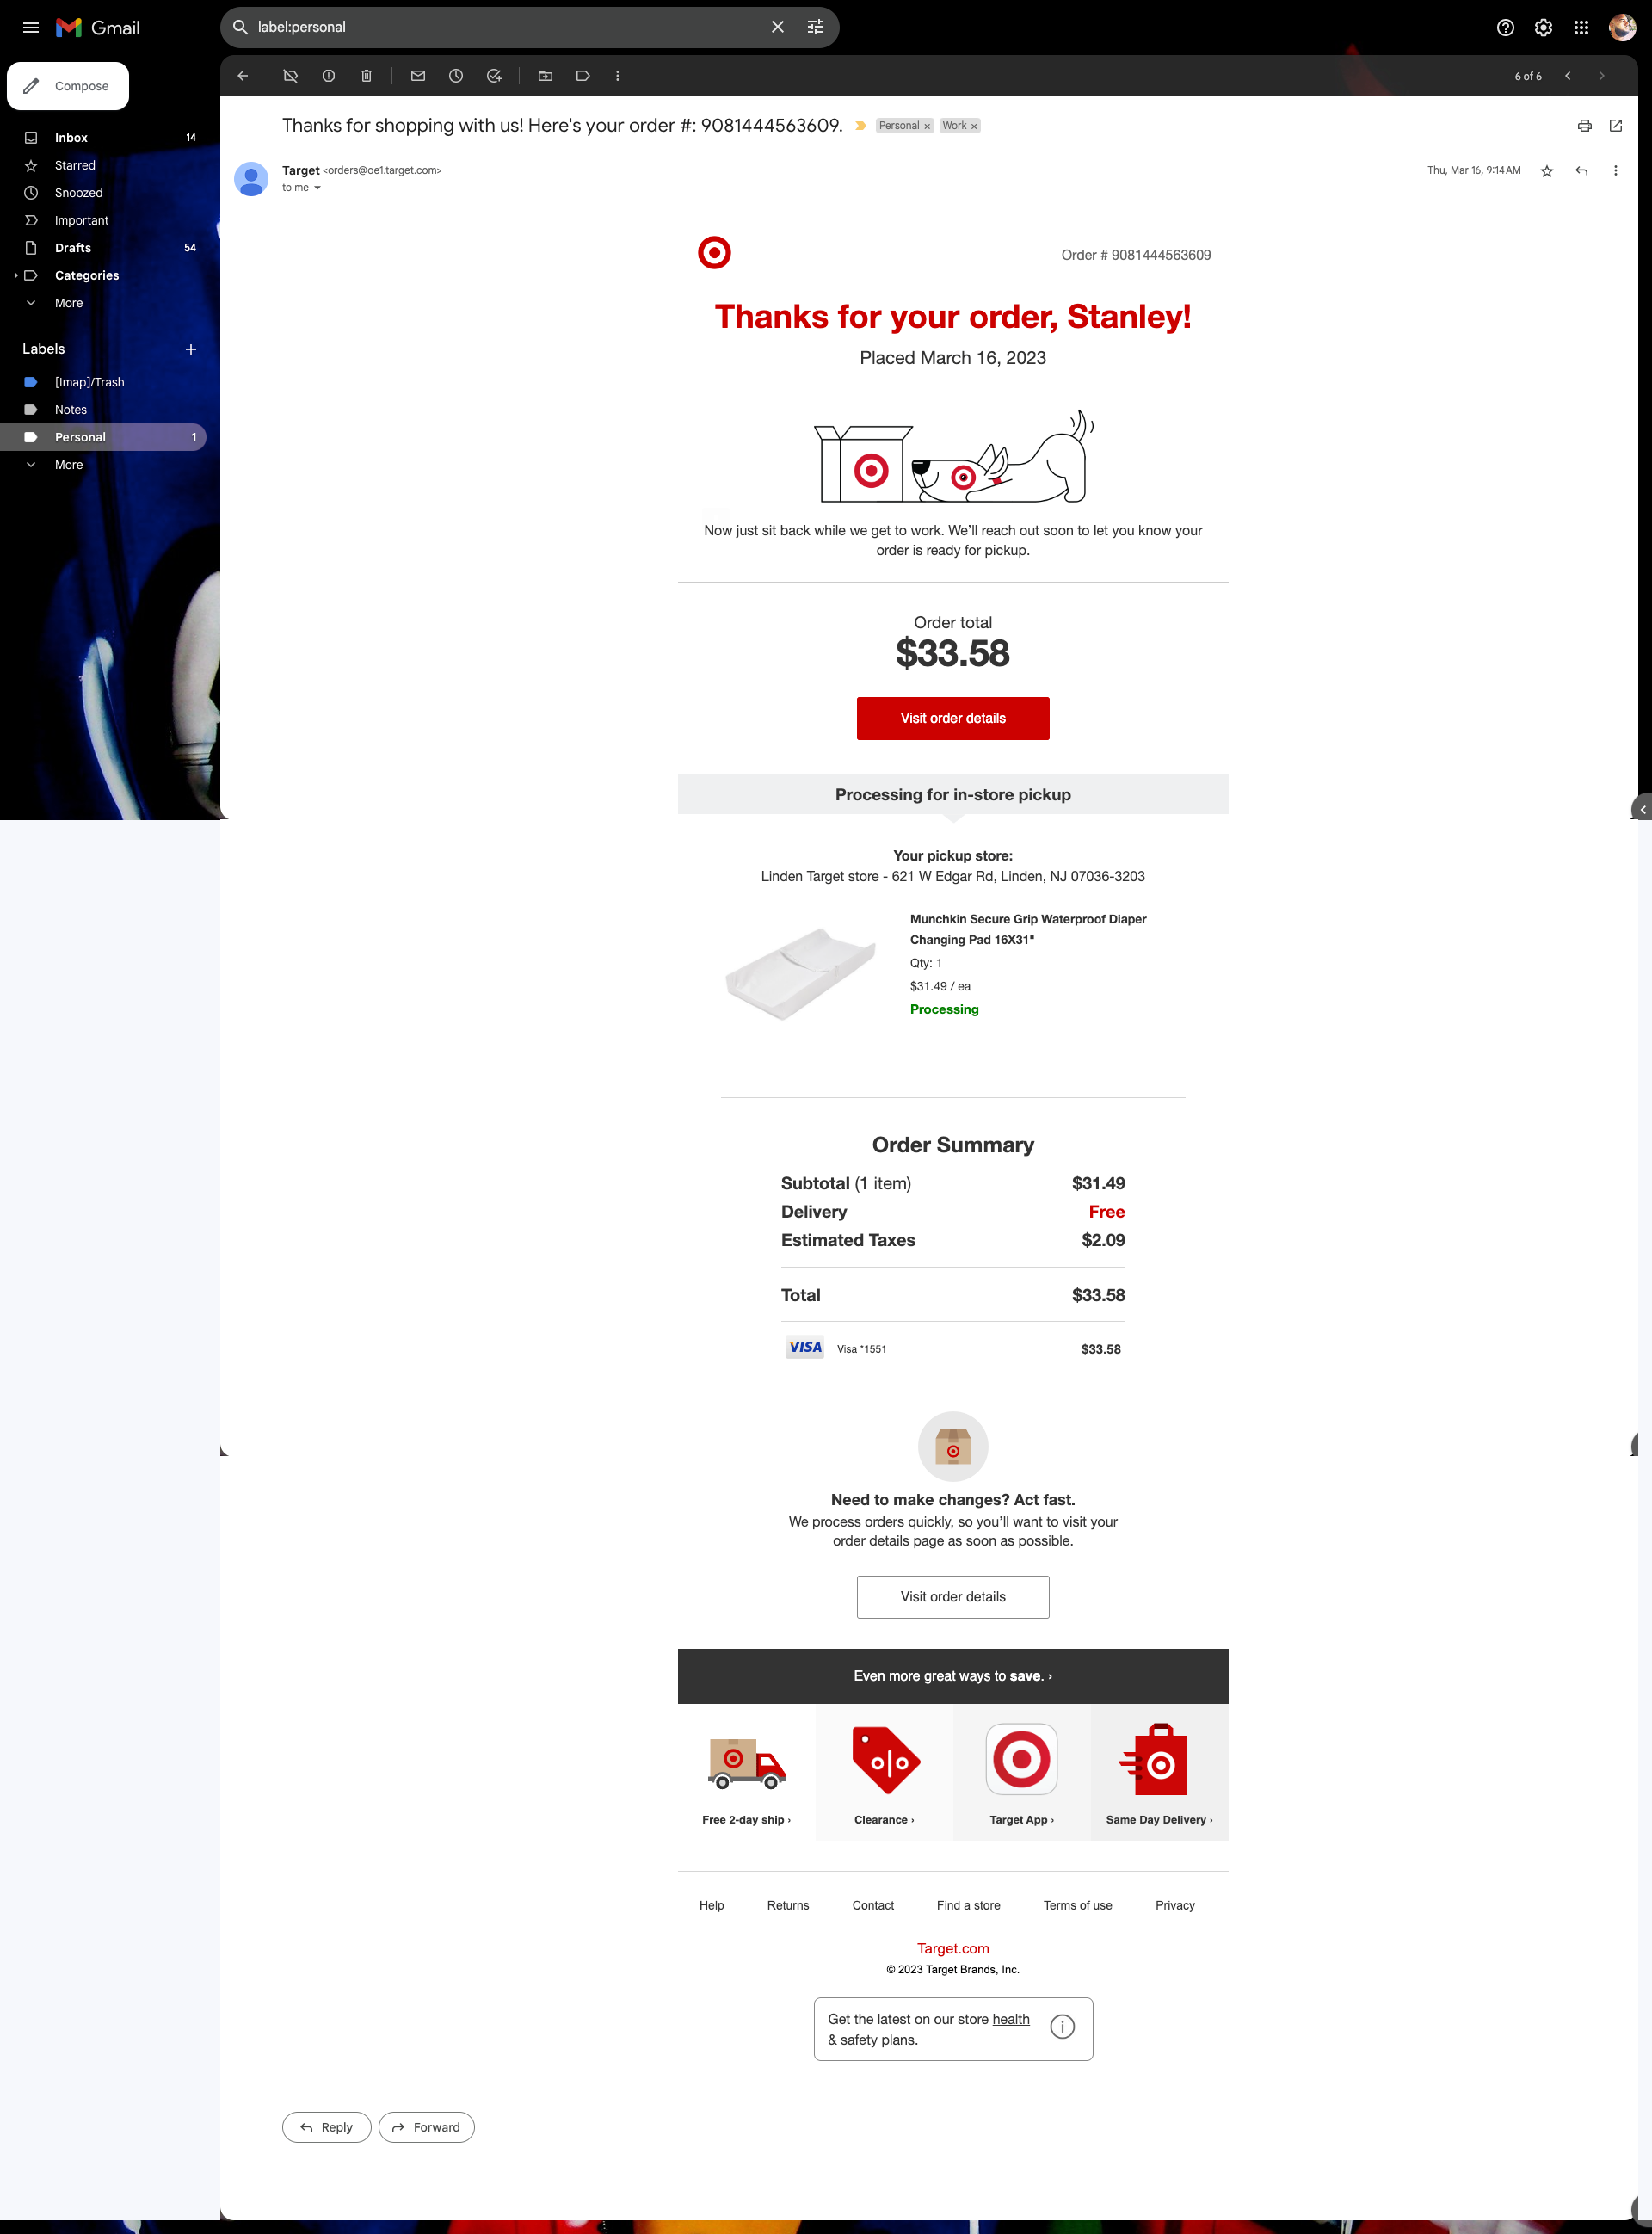 Gmail
label:personal
Compose
6 of 6
Inbox 14
Starred
Snoozed
Important
Drafts 54
Categories
More
Labels
[Imap]/Trash
Notes
Personal 1
More
Thanks for shopping with us! Here's your order #: 9081444563609.
Personal x Work x
Target <orders@oe1.target.com>
to me
Thu, Mar 16, 9:14 AM
Order # 9081444563609
Thanks for your order, Stanley!
Placed March 16, 2023
Now just sit back while we get to work. We’ll reach out soon to let you know your
order is ready for pickup.
Order total
$33.58
Visit order details
Processing for in-store pickup
Your pickup store:
Linden Target store - 621 W Edgar Rd, Linden, NJ 07036-3203
Munchkin Secure Grip Waterproof Diaper
Changing Pad 16X31"
Qty: 1
$31.49 / ea
Processing
Order Summary
Subtotal (1 item) $31.49
Delivery Free
Estimated Taxes $2.09
Total $33.58
VISA Visa *1551 $33.58
Need to make changes? Act fast.
We process orders quickly, so you’ll want to visit your
order details page as soon as possible.
Visit order details
Even more great ways to save. ›
Free 2-day ship ›
Clearance ›
Target App ›
Same Day Delivery ›
Help Returns Contact Find a store Terms of use Privacy
Target.com
© 2023 Target Brands, Inc.
Get the latest on our store health
& safety plans.
Reply Forward